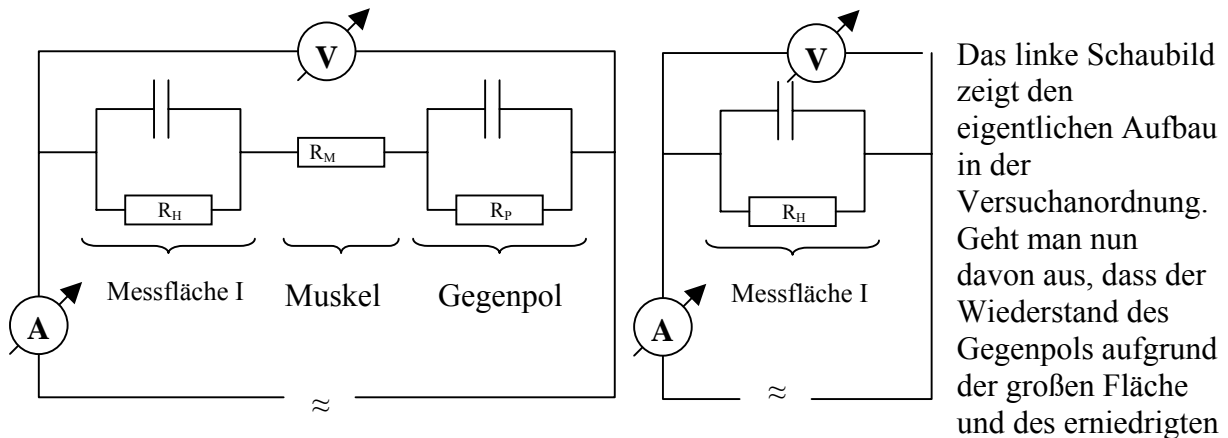 V
R_M
R_H
R_P
Messfläche I
Muskel
Gegenpol
A
≈
V
R_H
Messfläche I
A
≈
Das linke Schaubild
zeigt den
eigentlichen Aufbau
in der
Versuchanordnung.
Geht man nun
davon aus, dass der
Wiederstand des
Gegenpols aufgrund
der großen Fläche
und des erniedrigten